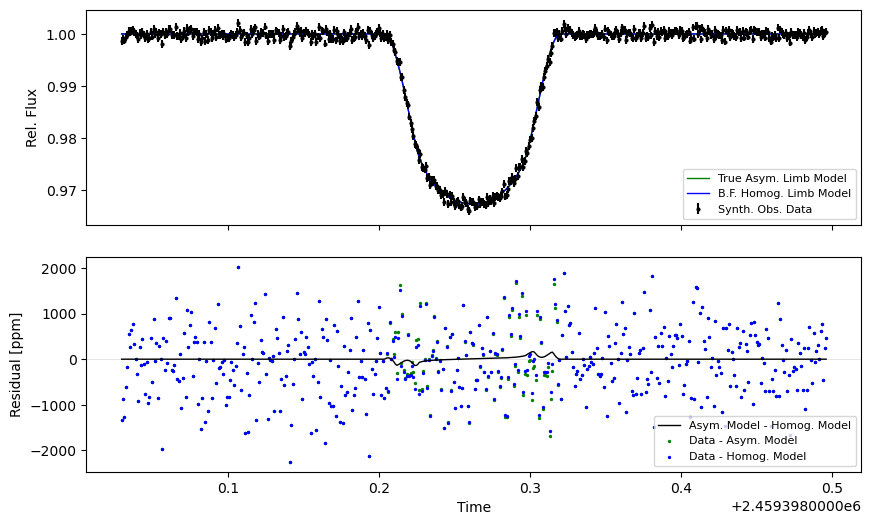 1.00
0.99
0.98
0.97
Rel. Flux
True Asym. Limb Model
B.F. Homog. Limb Model
Synth. Obs. Data
2000
1000
0
−1000
−2000
Residual [ppm]
Asym. Model - Homog. Model
Data - Asym. Model
Data - Homog. Model
0.1 0.2 0.3 0.4 0.5
Time
+2.4593980000e6